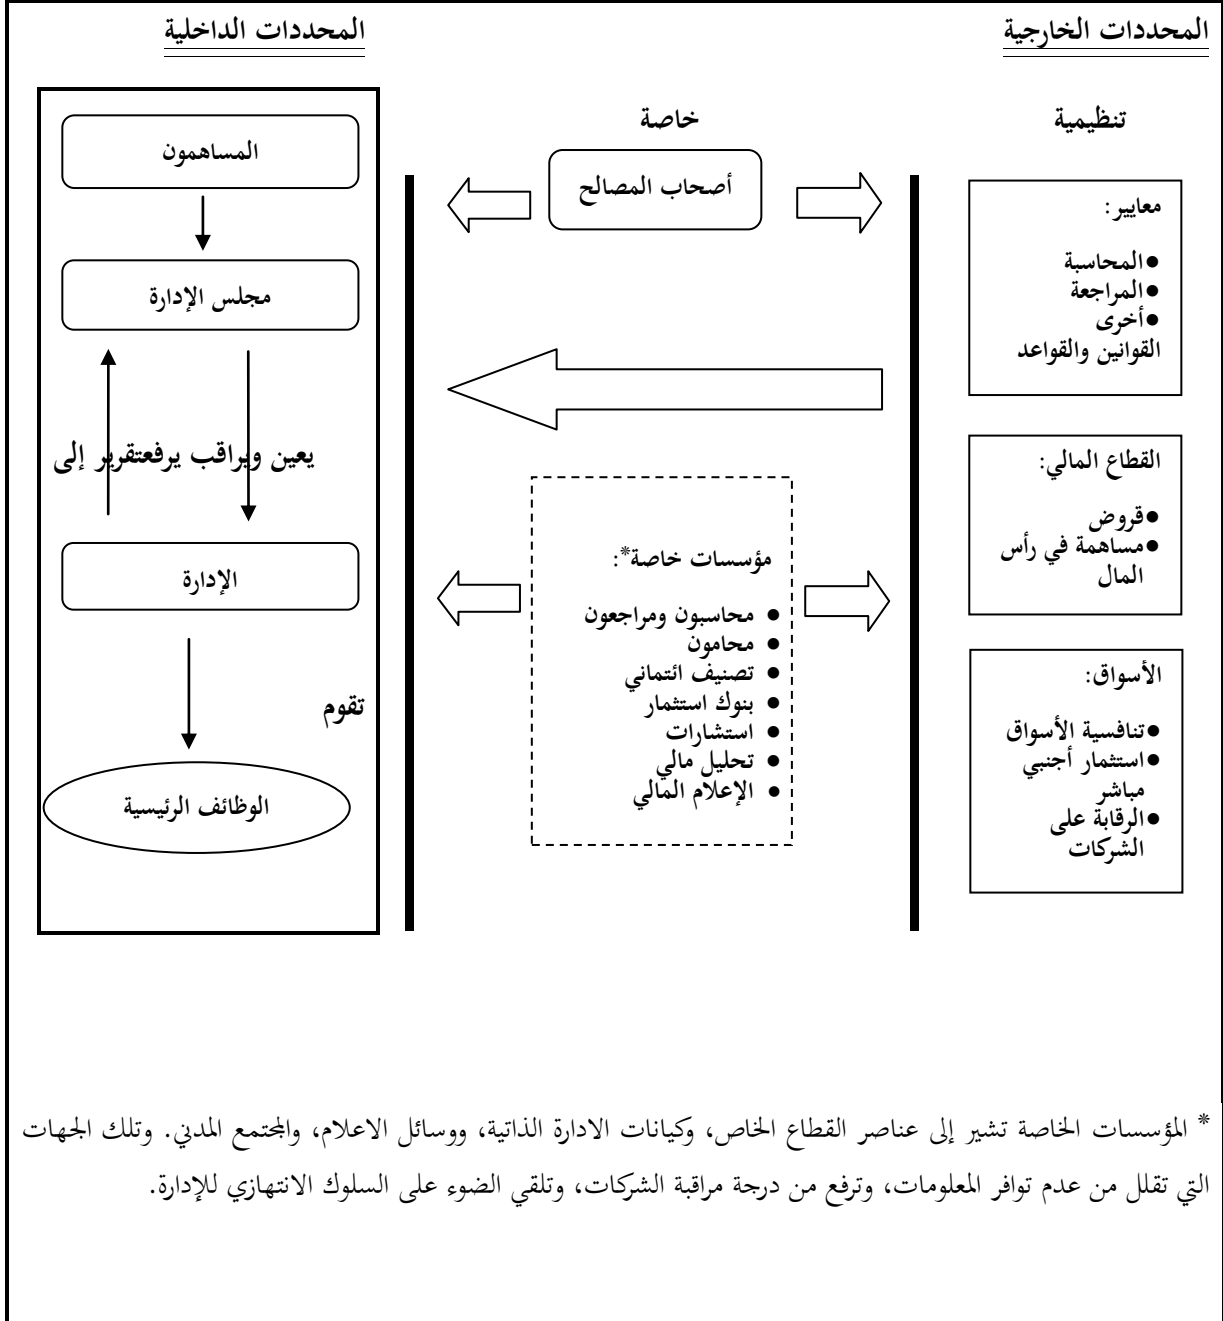 المحددات الخارجية
المحددات الداخلية
تنظيمية
خاصة
معايير:
●المحاسبة
●المراجعة
●أخرى
القوانين والقواعد
القطاع المالي:
●قروض
●مساهمة في رأس
المال
الأسواق:
●تنافسية الأسواق
●استثمار أجنبي
مباشر
●الرقابة على
الشركات
أصحاب المصالح
مؤسسات خاصة*:
● محاسبون ومراجعون
● محامون
● تصنيف ائتماني
● بنوك استثمار
● استشارات
● تحليل مالي
● الإعلام المالي
المساهمون
مجلس الإدارة
يعين ويراقب يرفعتقرير إلى
الإدارة
تقوم
الوظائف الرئيسية
* المؤسسات الخاصة تشير إلى عناصر القطاع الخاص، وكيانات الادارة الذاتية، ووسائل الاعلام، والمجتمع المدني. وتلك الجهات
التي تقلل من عدم توافر المعلومات، وترفع من درجة مراقبة الشركات، وتلقي الضوء على السلوك الانتهازي للإدارة.